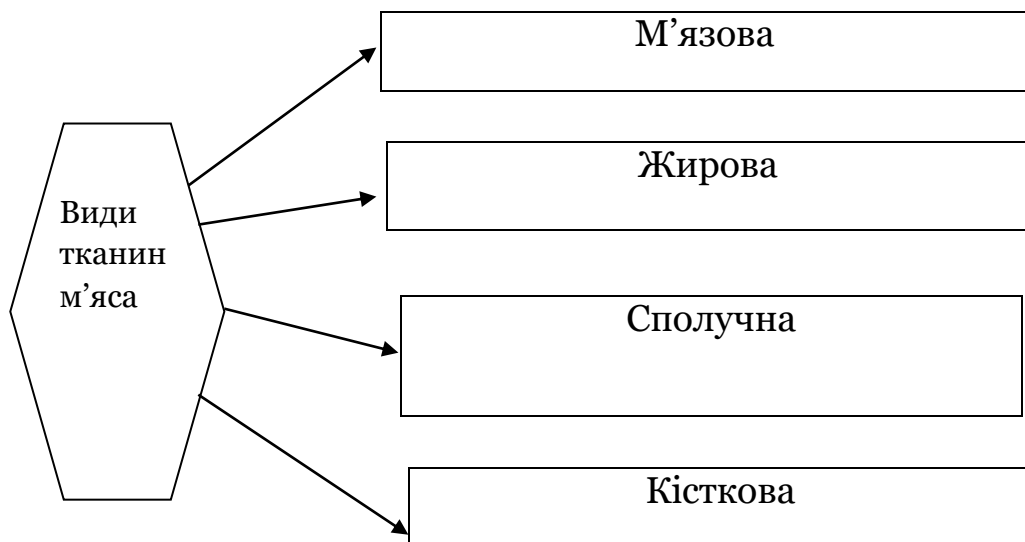 М’язова
Жирова
Види
тканин
м’яса
Сполучна
Кісткова